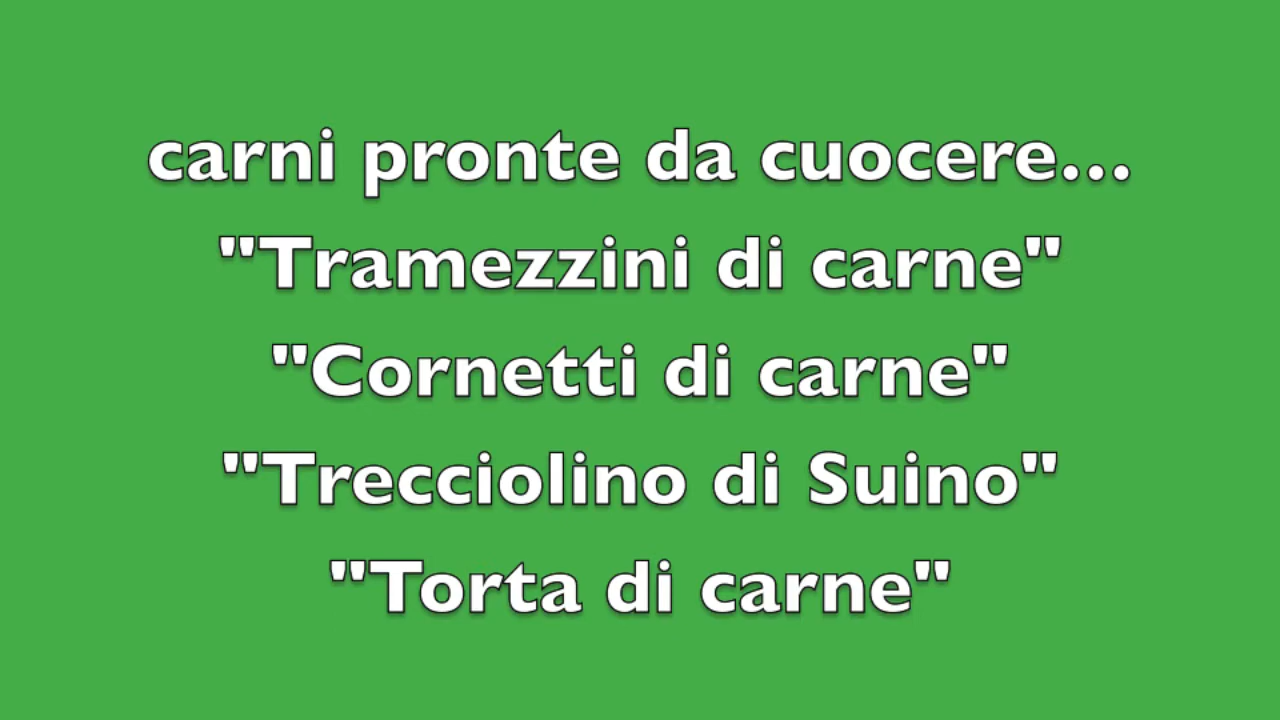 carni pronte da cuocere...
"Tramezzini di carne"
"Cornetti di carne"
"Trecciolino di Suino"
"Torta di carne"